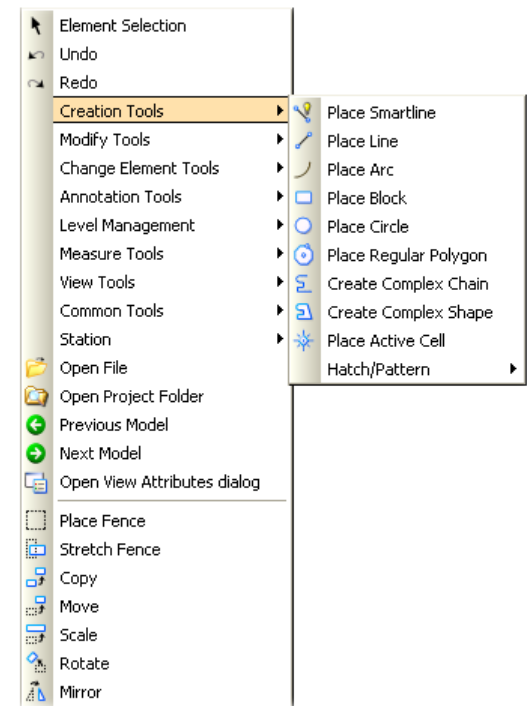 Element Selection
Undo
Redo
Creation Tools
Modify Tools
Change Element Tools
Annotation Tools
Level Management
Measure Tools
View Tools
Common Tools
Station
Open File
Open Project Folder
Previous Model
Next Model
Open View Attributes dialog
Place Fence
Stretch Fence
Copy
Move
Scale
Rotate
Mirror
Place Smartline
Place Line
Place Arc
Place Block
Place Circle
Place Regular Polygon
Create Complex Chain
Create Complex Shape
Place Active Cell
Hatch/Pattern